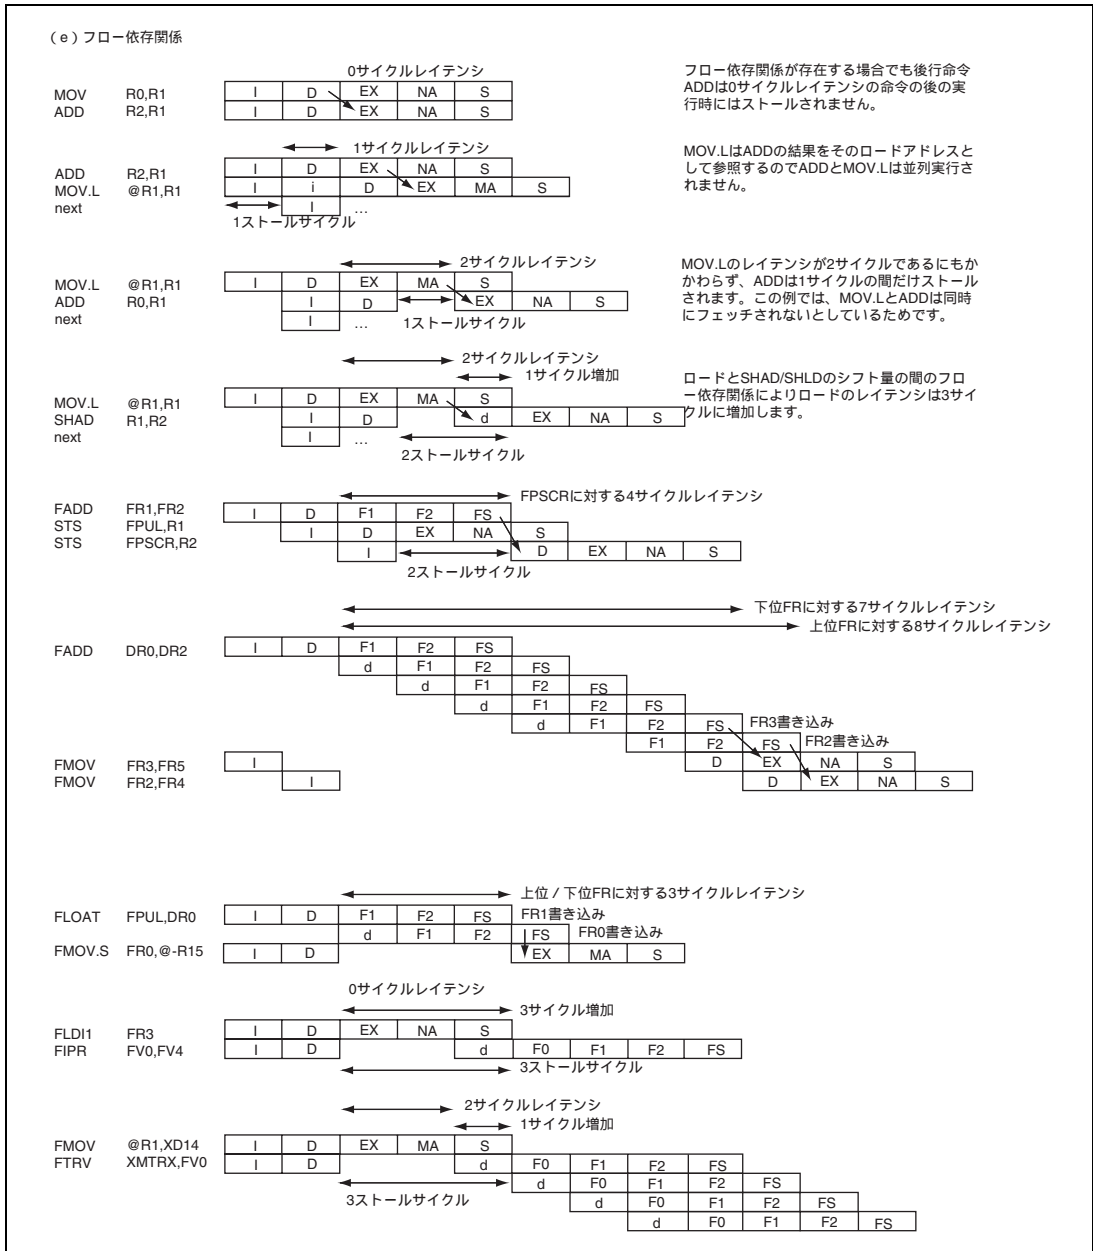 (e)フロー依存関係
0サイクルレイテンシ
MOV R0,R1 I D EX NA S
ADD R2,R1 I D EX NA S
フロー依存関係が存在する場合でも後行命令
ADDは0サイクルレイテンシの命令の後の実
行時にはストールされません。
1サイクルレイテンシ
ADD R2,R1 I D EX NA S
MOV.L @R1,R1 I i D EX MA S
next I …
1ストールサイクル
MOV.LはADDの結果をそのロードアドレスと
して参照するのでADDとMOV.Lは並列実行さ
れません。
2サイクルレイテンシ
MOV.L @R1,R1 I D EX MA S
ADD R0,R1 I D EX NA S
next I … 1ストールサイクル
MOV.Lのレイテンシが2サイクルであるにもか
かわらず、ADDは1サイクルの間だけストール
されます。この例では、MOV.LとADDは同時
にフェッチされないとしているためです。
2サイクルレイテンシ
1サイクル増加
MOV.L @R1,R1 I D EX MA S
SHAD R1,R2 I D d EX NA S
next I …
2ストールサイクル
ロードとSHAD/SHLDのシフト量の間のフロ
ー依存関係によりロードのレイテンシは3サイ
クルに増加します。
FPSCRに対する4サイクルレイテンシ
FADD FR1,FR2 I D F1 F2 FS
STS FPUL,R1 I D EX NA S
STS FPSCR,R2 I D EX NA S
2ストールサイクル
下位FRに対する7サイクルレイテンシ
上位FRに対する8サイクルレイテンシ
FADD DR0,DR2 I D F1 F2 FS
d F1 F2 FS
d F1 F2 FS
d F1 F2 FS
d F1 F2 FS FR3書き込み
F1 F2 FS FR2書き込み
FMOV FR3,FR5 I D EX NA S
FMOV FR2,FR4 I D EX NA S
上位/下位FRに対する3サイクルレイテンシ
FLOAT FPUL,DR0 I D F1 F2 FS FR1書き込み
d F1 F2 FS FR0書き込み
FMOV.S FR0,@-R15 I D EX MA S
0サイクルレイテンシ
3サイクル増加
FLDI1 FR3 I D EX NA S
FIPR FV0,FV4 I D d F0 F1 F2 FS
3ストールサイクル
2サイクルレイテンシ
1サイクル増加
FMOV @R1,XD14 I D EX MA S
FTRV XMTRX,FV0 I D d F0 F1 F2 FS
d F0 F1 F2 FS
3ストールサイクル d F0 F1 F2 FS
d F0 F1 F2 FS